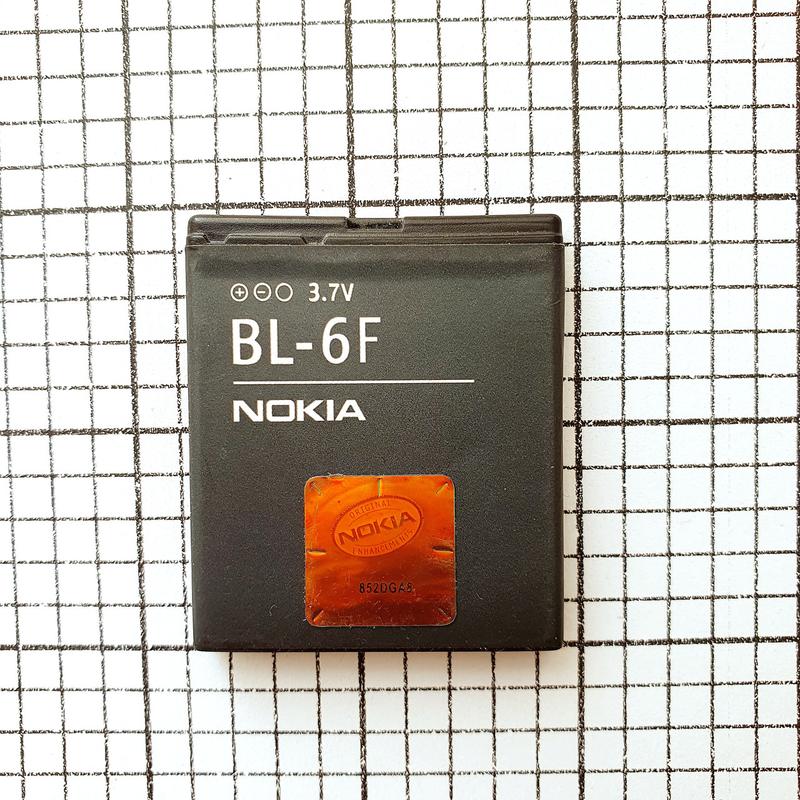 ⊕⊖○ 3.7V
BL-6F
NOKIA
ORIGINAL
NOKIA
ENHANCEMENTS
852DGA8